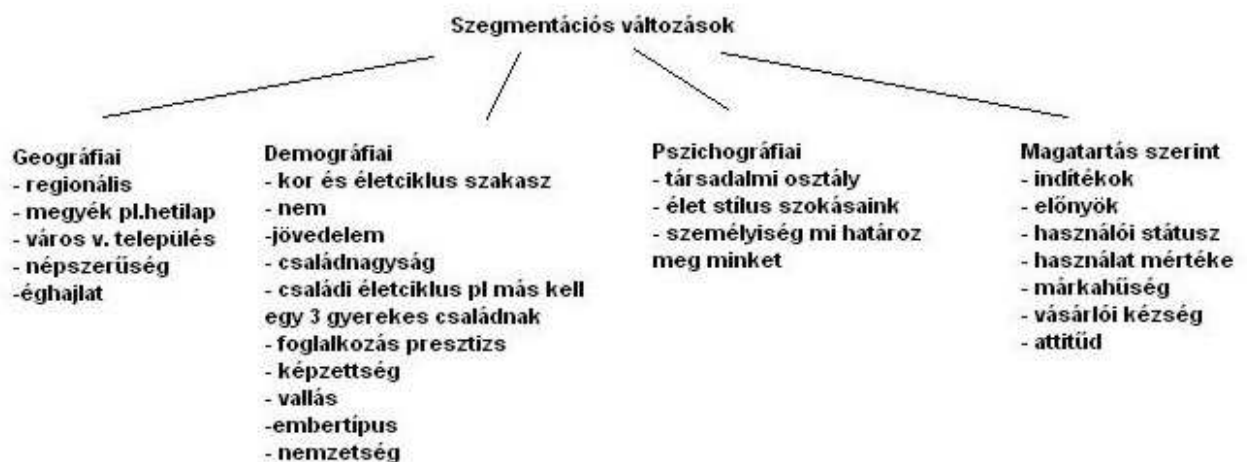 Szegmentációs változások
Geográfiai
- regionális
- megyék pl.hetilap
- város v. település
- népszerűség
-éghajlat
Demográfiai
- kor és életciklus szakasz
- nem
-jövedelem
- családnagyság
- családi életciklus pl más kell
egy 3 gyerekes családnak
- foglalkozás presztizs
- képzettség
- vallás
-embertípus
- nemzetség
Pszichográfiai
- társadalmi osztály
- élet stílus szokásaink
- személyiség mi határoz
meg minket
Magatartás szerint
- indítékok
- előnyök
- használói státusz
- használat mértéke
- márkahűség
- vásárlói kézség
- attitűd